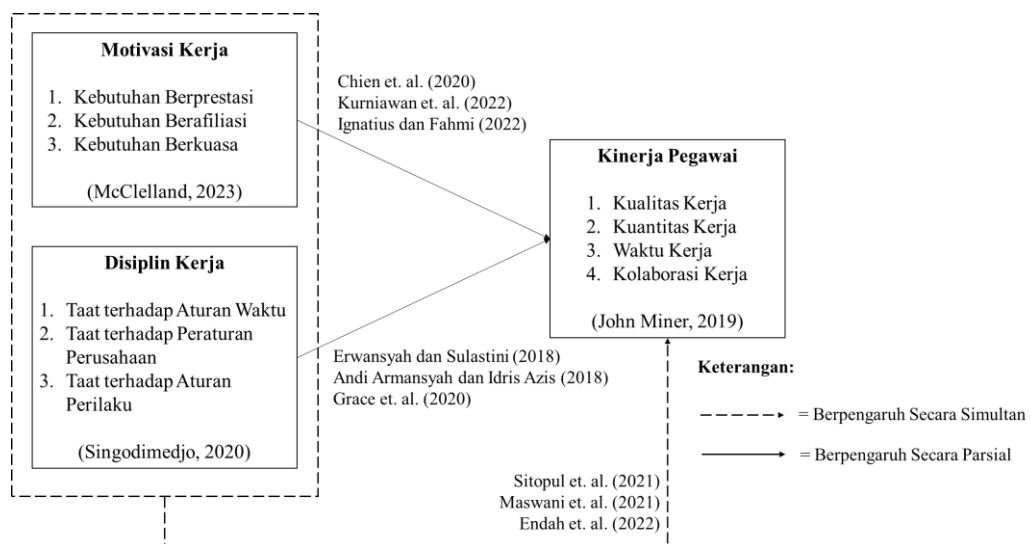 Motivasi Kerja
1. Kebutuhan Berprestasi
2. Kebutuhan Berafiliasi
3. Kebutuhan Berkuasa
(McClelland, 2023)
Chien et. al. (2020)
Kurniawan et. al. (2022)
Ignatius dan Fahmi (2022)
Kinerja Pegawai
1. Kualitas Kerja
2. Kuantitas Kerja
3. Waktu Kerja
4. Kolaborasi Kerja
(John Miner, 2019)
Disiplin Kerja
1. Taat terhadap Aturan Waktu
2. Taat terhadap Peraturan
Perusahaan
3. Taat terhadap Aturan
Perilaku
(Singodimedjo, 2020)
Erwansyah dan Sulastini (2018)
Andi Armansyah dan Idris Azis (2018)
Grace et. al. (2020)
Keterangan:
= Berpengaruh Secara Simultan
= Berpengaruh Secara Parsial
Sitopul et. al. (2021)
Maswani et. al. (2021)
Endah et. al. (2022)